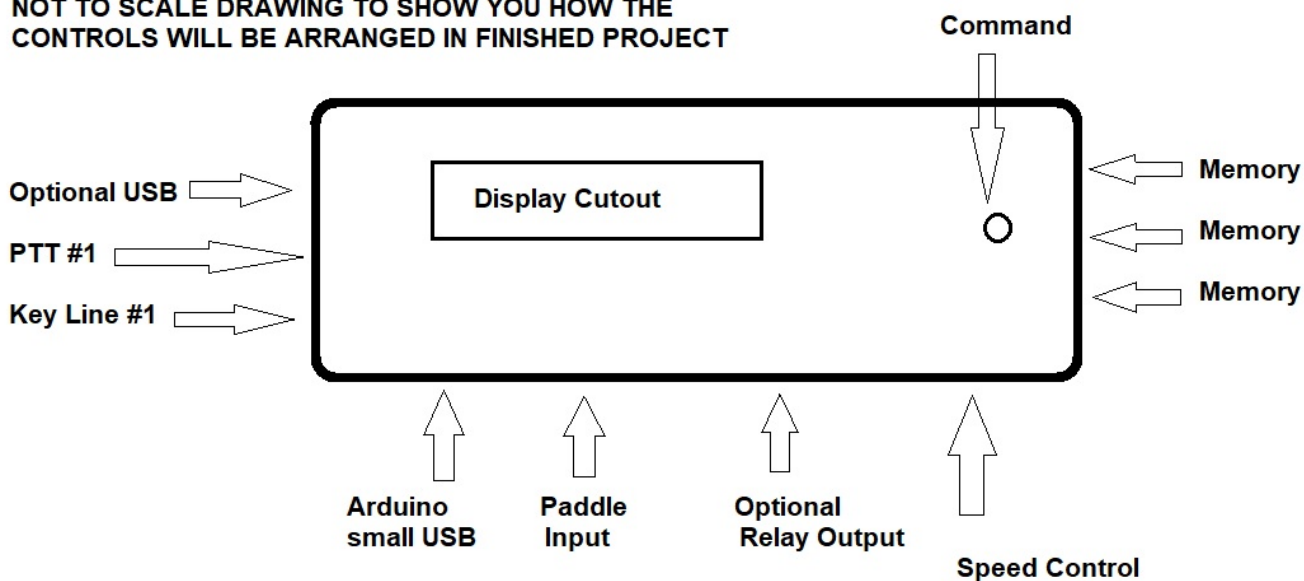 NOT TO SCALE DRAWING TO SHOW YOU HOW THE
CONTROLS WILL BE ARRANGED IN FINISHED PROJECT
Command
Display Cutout
Optional USB
PTT #1
Key Line #1
Memory
Memory
Memory
Arduino
small USB
Paddle
Input
Optional
Relay Output
Speed Control